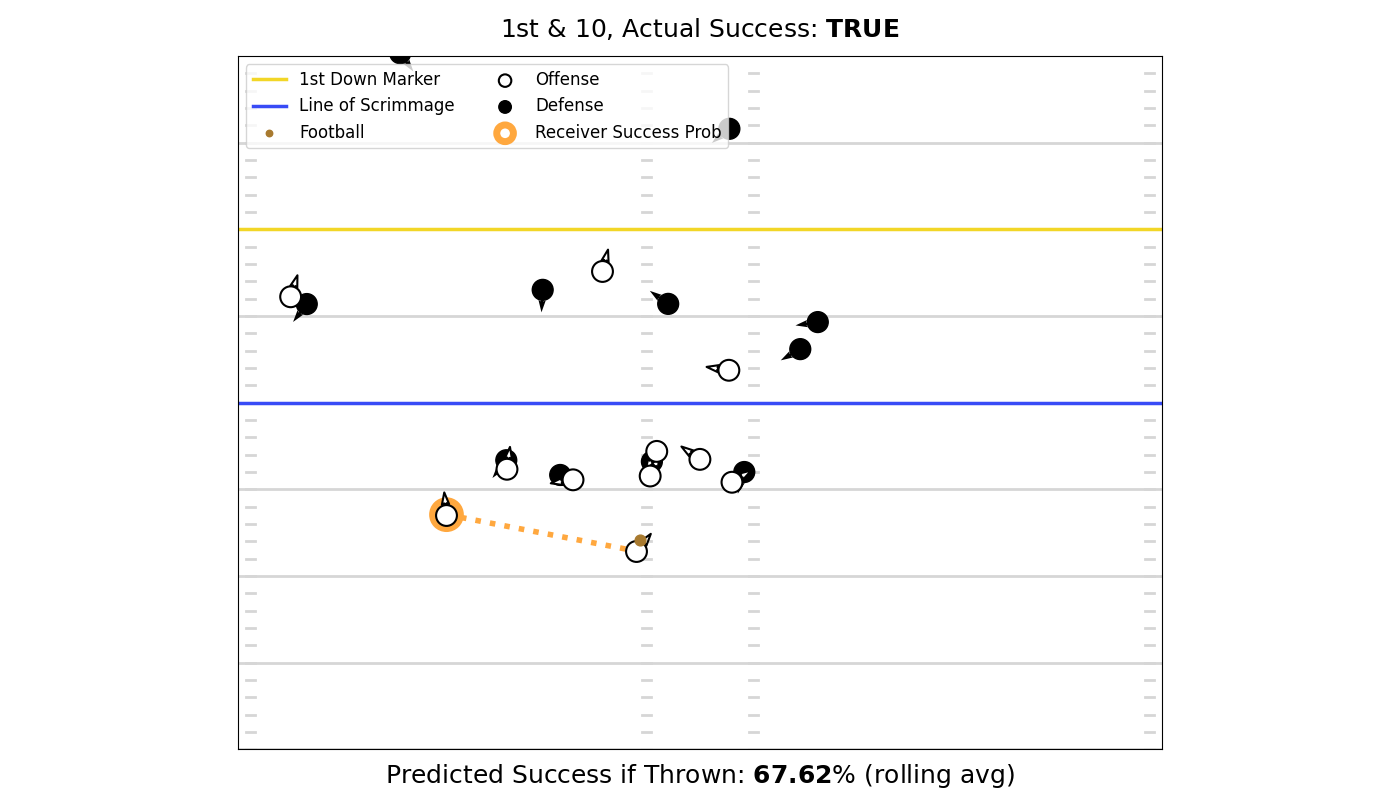 1st & 10, Actual Success: TRUE
1st Down Marker
Line of Scrimmage
Football
Offense
Defense
Receiver Success Prob
Predicted Success if Thrown: 67.62% (rolling avg)